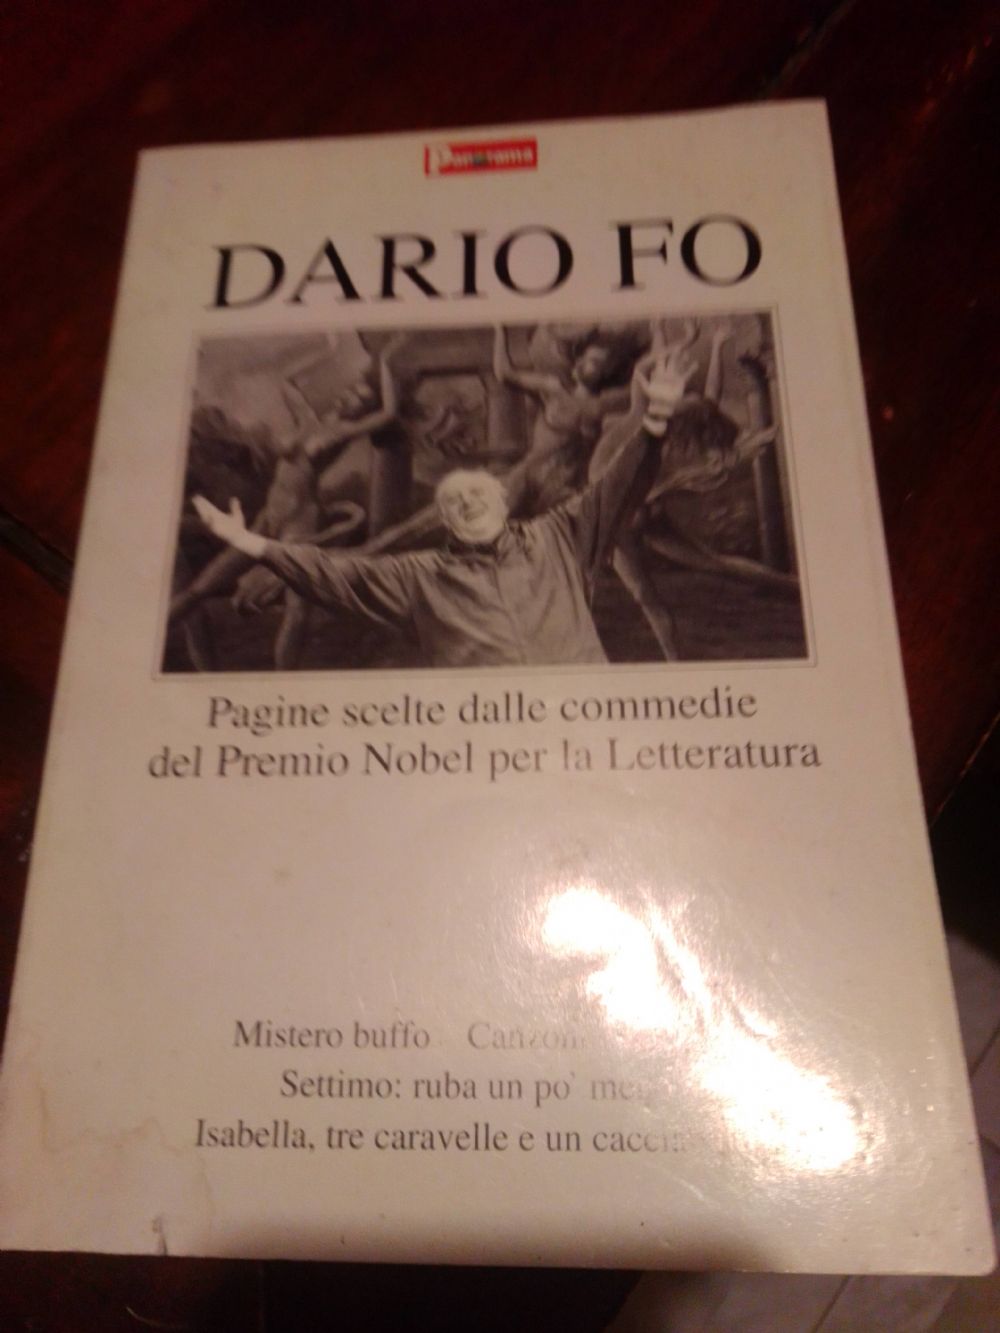 Panorama
DARIO FO
Pagine scelte dalle commedie
del Premio Nobel per la Letteratura
Mistero buffo
Settimo: ruba un po'
Isabella, tre caravelle e un